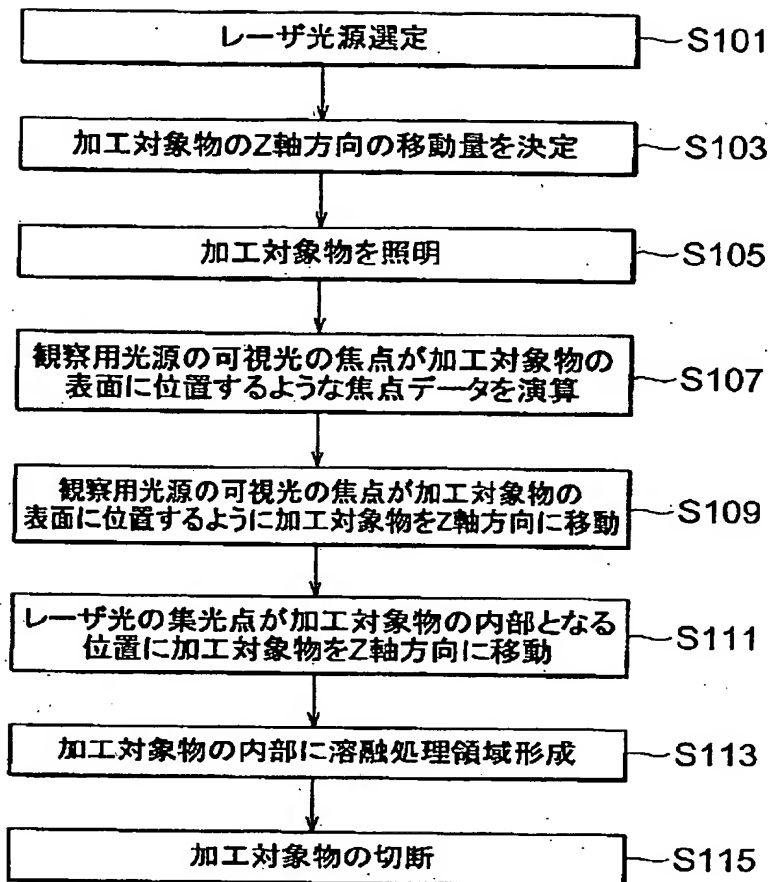 レーザ光源選定
S101
加工対象物のZ軸方向の移動量を決定
S103
加工対象物を照明
S105
観察用光源の可視光の焦点が加工対象物の
表面に位置するような焦点データを演算
S107
観察用光源の可視光の焦点が加工対象物の
表面に位置するように加工対象物をZ軸方向に移動
S109
レーザ光の集光点が加工対象物の内部となる
位置に加工対象物をZ軸方向に移動
S111
加工対象物の内部に溶融処理領域形成
S113
加工対象物の切断
S115